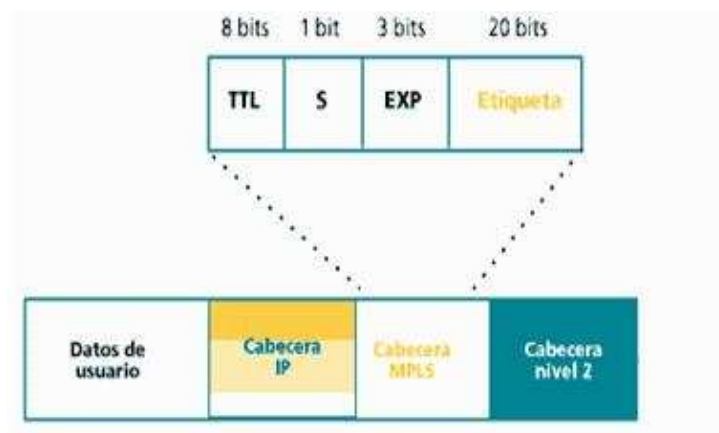 8 bits 1 bit 3 bits 20 bits
TTL S EXP Etiqueta
Datos de
usuario
Cabecera
IP
Cabecera
MPLS
Cabecera
nivel 2